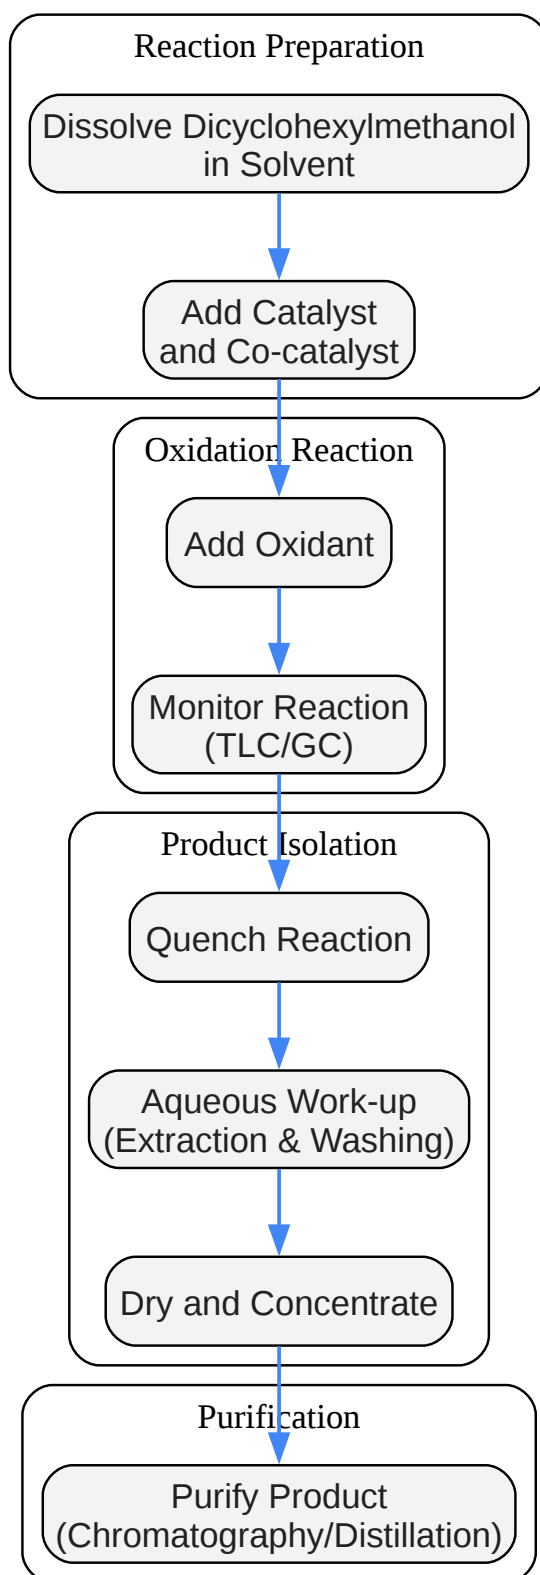 Reaction Preparation
Dissolve Dicyclohexylmethanol
in Solvent
Add Catalyst
and Co-catalyst
Oxidation Reaction
Add Oxidant
Monitor Reaction
(TLC/GC)
Product Isolation
Quench Reaction
Aqueous Work-up
(Extraction & Washing)
Dry and Concentrate
Purification
Purify Product
(Chromatography/Distillation)